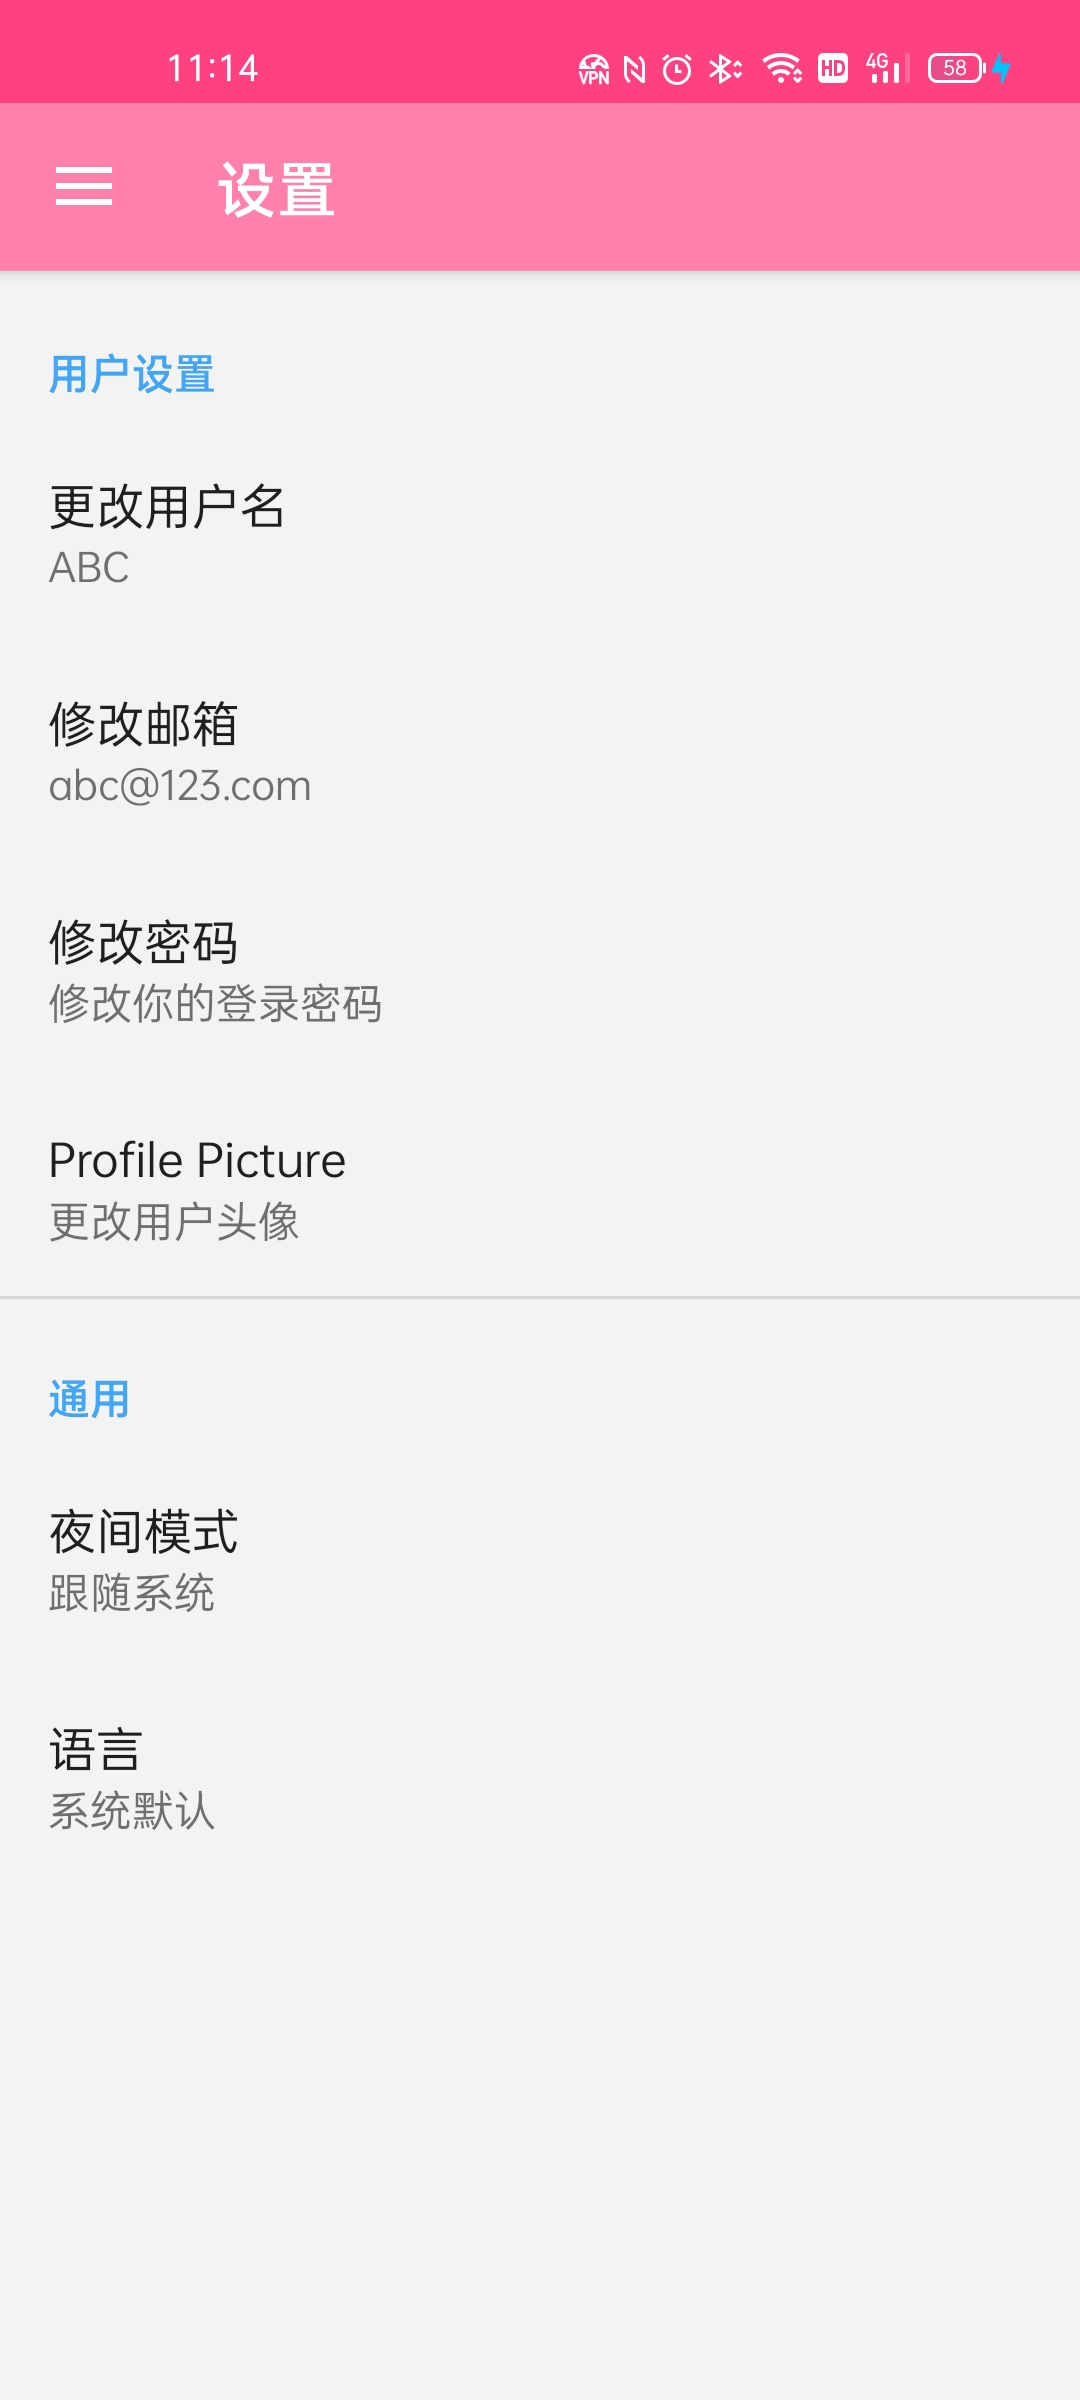 11:14 VPN HD 4G 58
设置
用户设置
更改用户名
ABC
修改邮箱
abc@123.com
修改密码
修改你的登录密码
Profile Picture
更改用户头像
通用
夜间模式
跟随系统
语言
系统默认